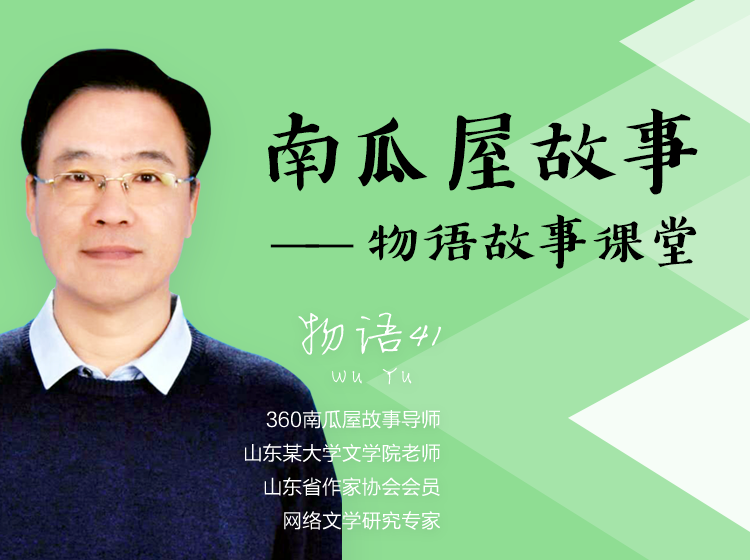 南瓜屋故事
——物语故事课堂
物语41
wu Yu
360南瓜屋故事导师
山东某大学文学院老师
山东省作家协会会员
网络文学研究专家